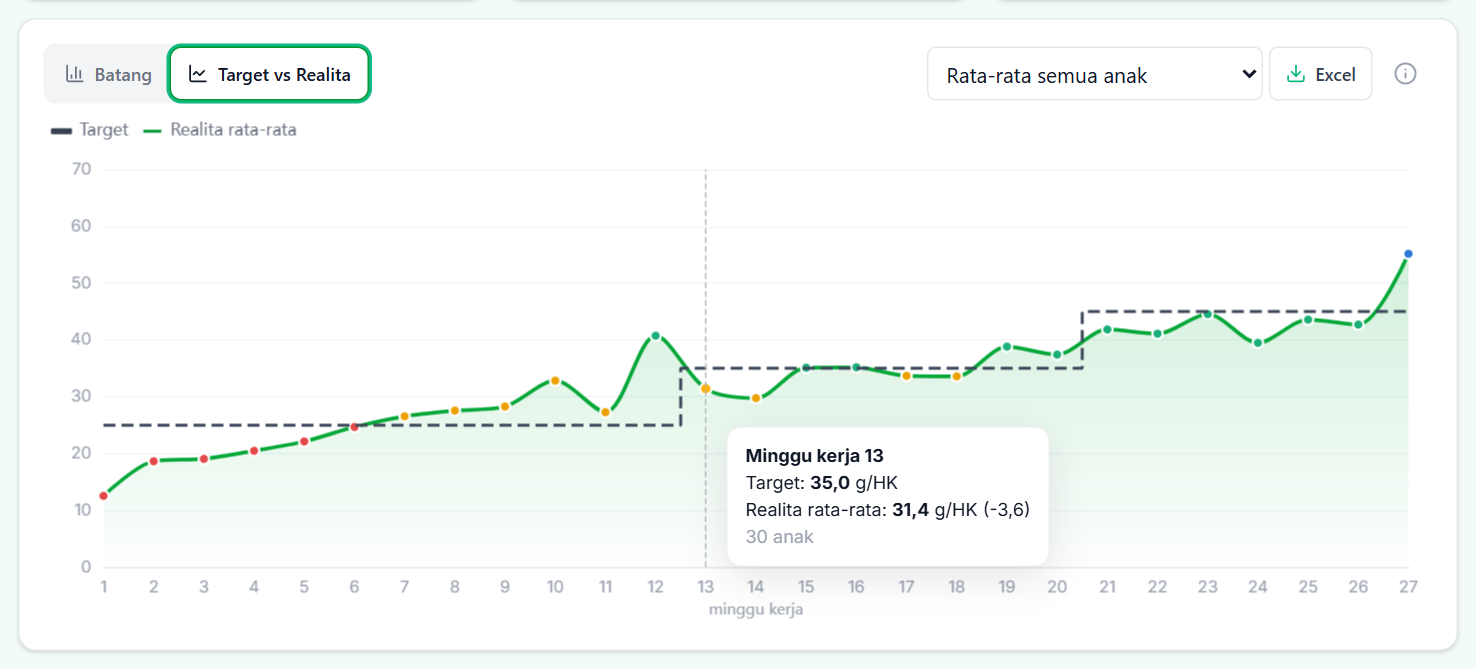 Batang
Target vs Realita
Rata-rata semua anak
Excel
Target
Realita rata-rata
70
60
50
40
30
20
10
0
Minggu kerja 13
Target: 35,0 g/HK
Realita rata-rata: 31,4 g/HK (-3,6)
30 anak
1 2 3 4 5 6 7 8 9 10 11 12 13 14 15 16 17 18 19 20 21 22 23 24 25 26 27
minggu kerja